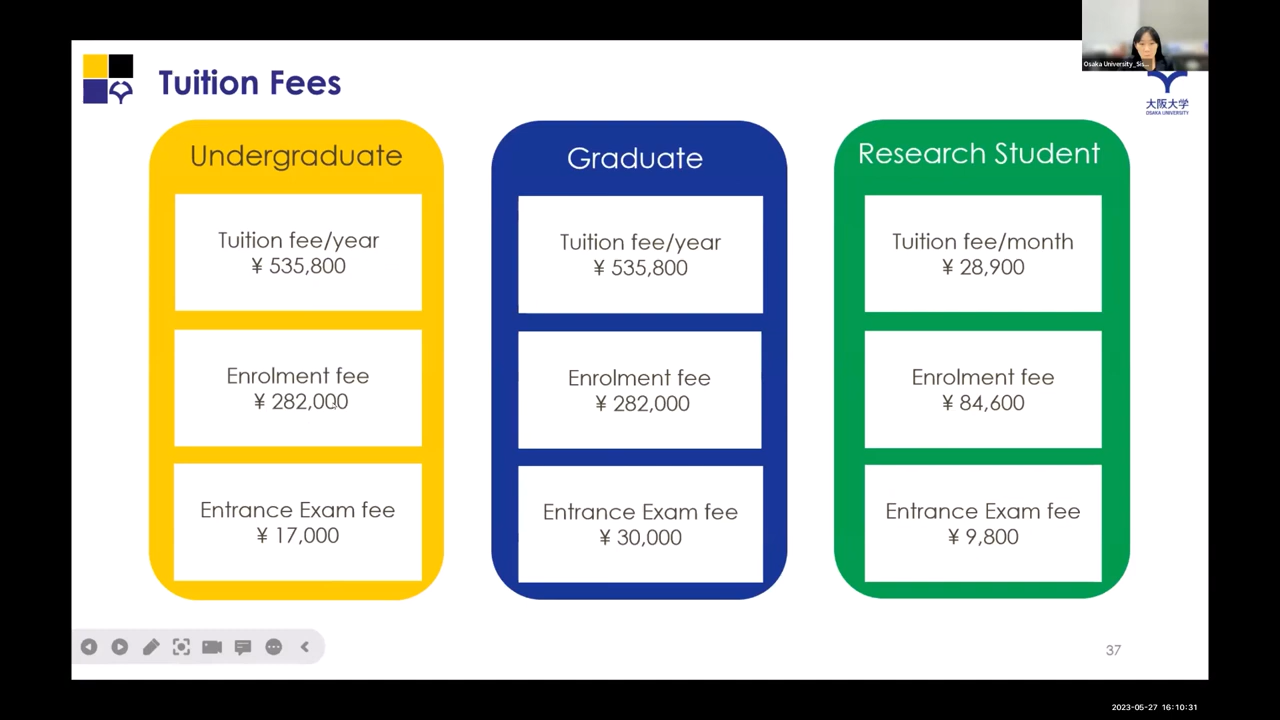 Tuition Fees
Osaka University_Sis...
大阪大学
OSAKA UNIVERSITY
Undergraduate
Tuition fee/year
¥ 535,800
Enrolment fee
¥ 282,000
Entrance Exam fee
¥ 17,000
Graduate
Tuition fee/year
¥ 535,800
Enrolment fee
¥ 282,000
Entrance Exam fee
¥ 30,000
Research Student
Tuition fee/month
¥ 28,900
Enrolment fee
¥ 84,600
Entrance Exam fee
¥ 9,800
37
2023-05-27 16:10:31